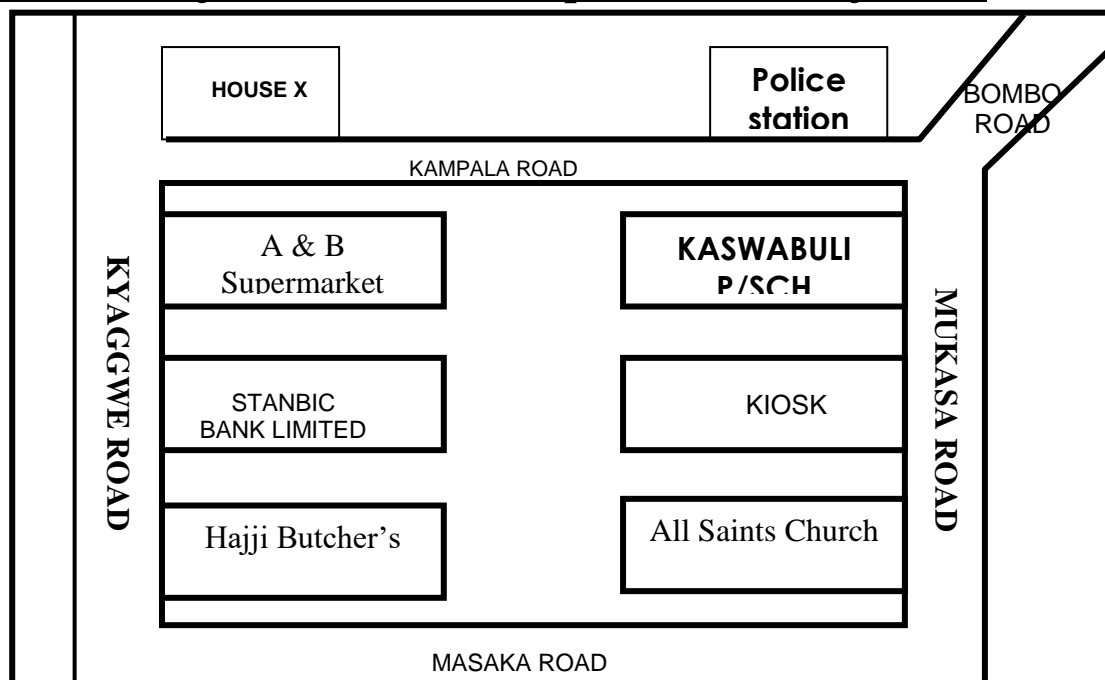 HOUSE X
Police
station
BOMBO
ROAD
KAMPALA ROAD
A & B
Supermarket
KASWABULI
P/SCH
KYAGGWE ROAD
MUKASA ROAD
STANBIC
BANK LIMITED
KIOSK
Hajji Butcher's
All Saints Church
MASAKA ROAD